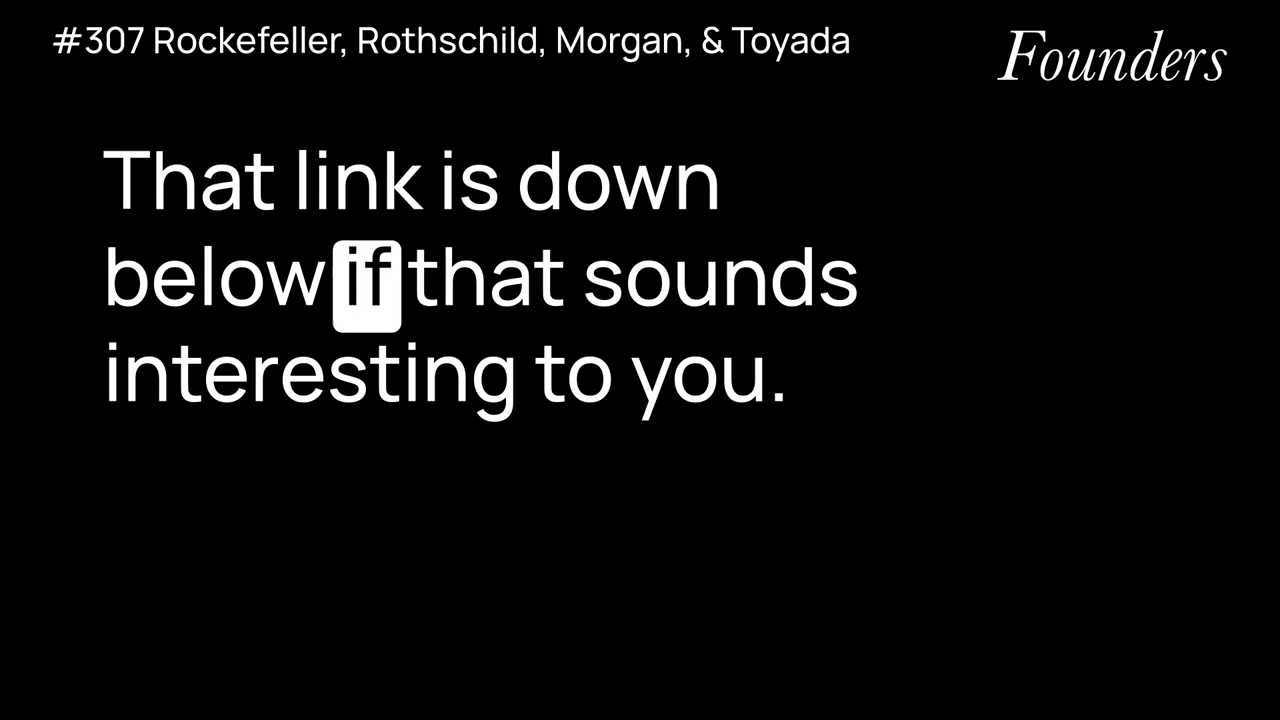 #307 Rockefeller, Rothschild, Morgan, & Toyada
Founders
That link is down
below if that sounds
interesting to you.